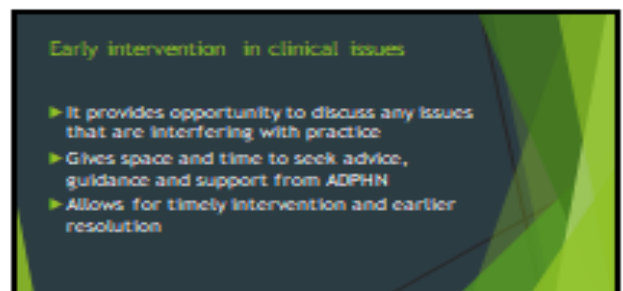 Early intervention in clinical issues
It provides opportunity to discuss any issues
that are interfering with practice
Gives space and time to seek advice,
guidance and support from ADPHN
Allows for timely intervention and earlier
resolution